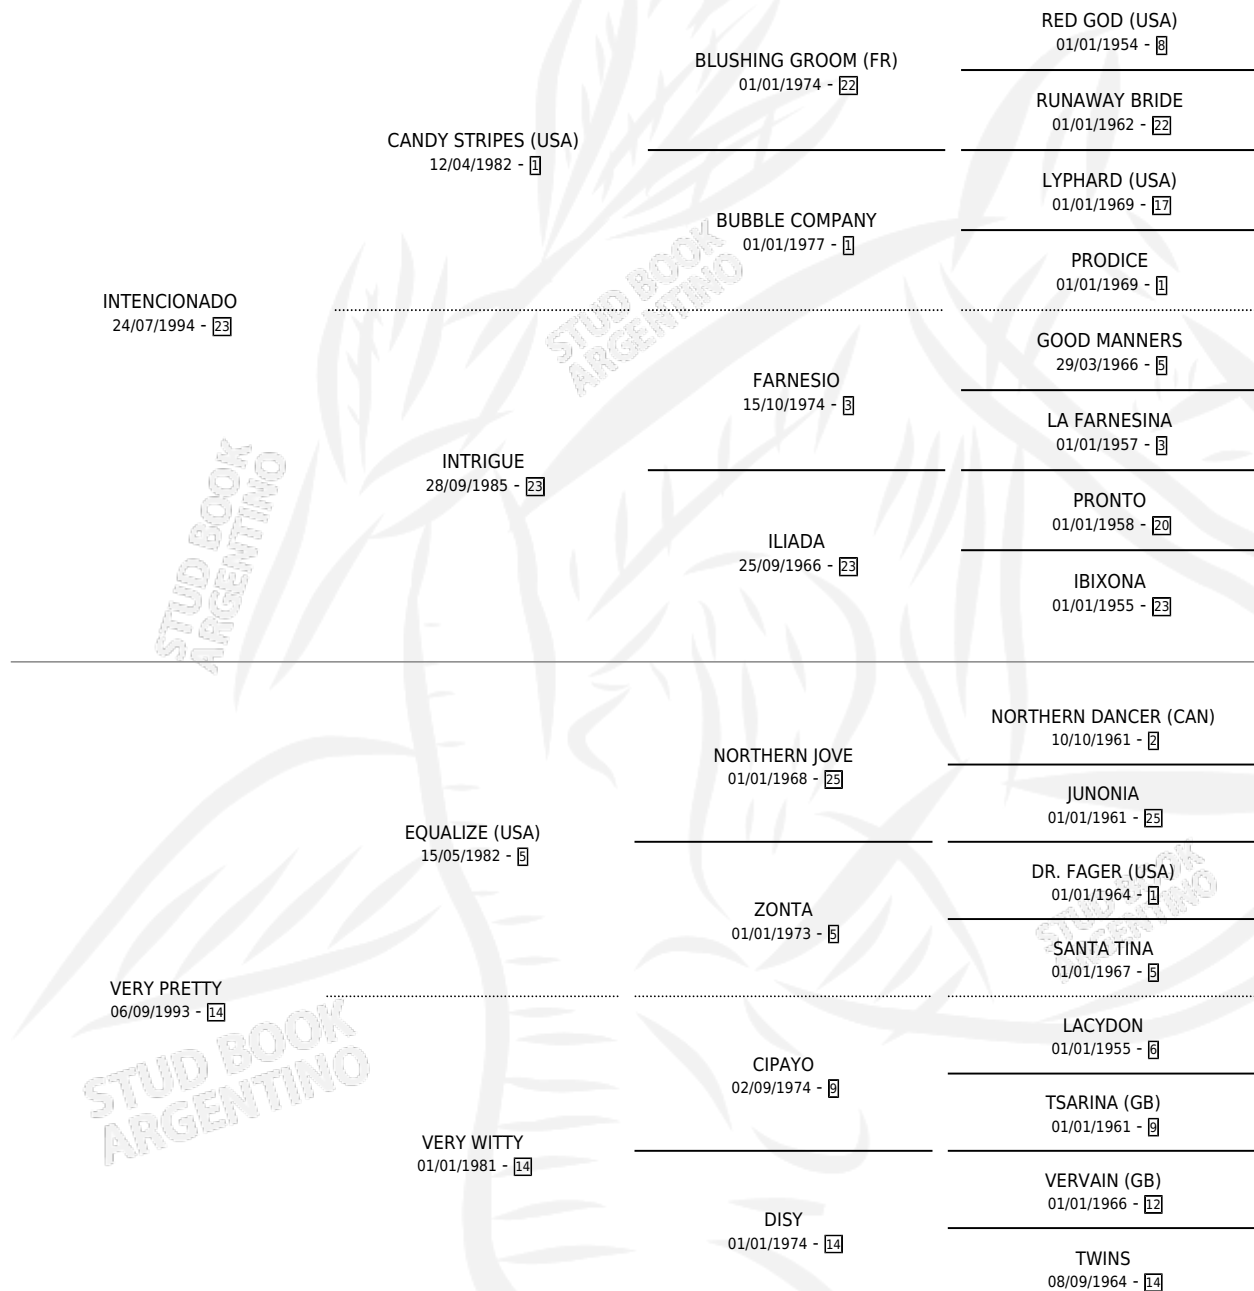 RED GOD (USA)
01/01/1954 - 8
BLUSHING GROOM (FR)
01/01/1974 - 22
RUNAWAY BRIDE
01/01/1962 - 22
CANDY STRIPES (USA)
12/04/1982 - 1
LYPHARD (USA)
01/01/1969 - 17
BUBBLE COMPANY
01/01/1977 - 1
PRODICE
01/01/1969 - 1
INTENCIONADO
24/07/1994 - 23
GOOD MANNERS
29/03/1966 - 5
FARNESIO
15/10/1974 - 3
LA FARNESINA
01/01/1957 - 3
INTRIGUE
28/09/1985 - 23
PRONTO
01/01/1958 - 20
ILIADA
25/09/1966 - 23
IBIXONA
01/01/1955 - 23
NORTHERN DANCER (CAN)
10/10/1961 - 2
NORTHERN JOVE
01/01/1968 - 25
JUNONIA
01/01/1961 - 25
EQUALIZE (USA)
15/05/1982 - 5
DR. FAGER (USA)
01/01/1964 - 1
ZONTA
01/01/1973 - 5
SANTA TINA
01/01/1967 - 5
VERY PRETTY
06/09/1993 - 14
LACYDON
01/01/1955 - 6
CIPAYO
02/09/1974 - 9
TSARINA (GB)
01/01/1961 - 9
VERY WITTY
01/01/1981 - 14
VERVAIN (GB)
01/01/1966 - 12
DISY
01/01/1974 - 14
TWINS
08/09/1964 - 14
STUD BOOK
ARGENTINO
STUD BOOK
ARGENTINO
STUD BOOK
ARGENTINO
STUD BOOK
ARGENTINO